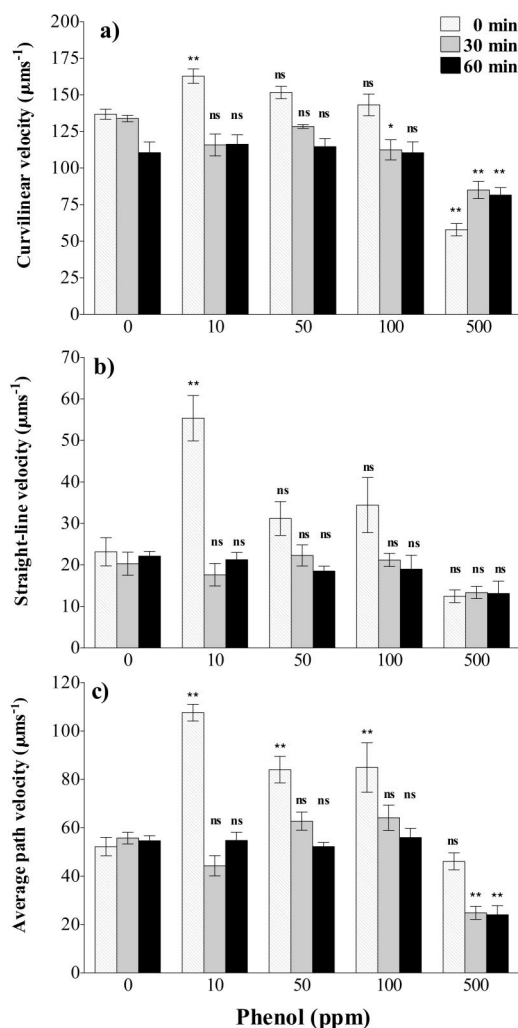 a)
0 min
30 min
60 min
Curvilinear velocity (µms-1)
200
175
150
125
100
75
50
25
0
** ns ns
ns ns
ns ns
* ns
** ** **
0 10 50 100 500
b)
Straight-line velocity (µms-1)
70
60
50
40
30
20
10
0
**
ns ns
ns
ns ns
ns
ns ns
ns ns ns
0 10 50 100 500
c)
Average path velocity (µms-1)
120
100
80
60
40
20
0
**
ns ns
**
ns ns
**
ns ns
ns
** **
0 10 50 100 500
Phenol (ppm)